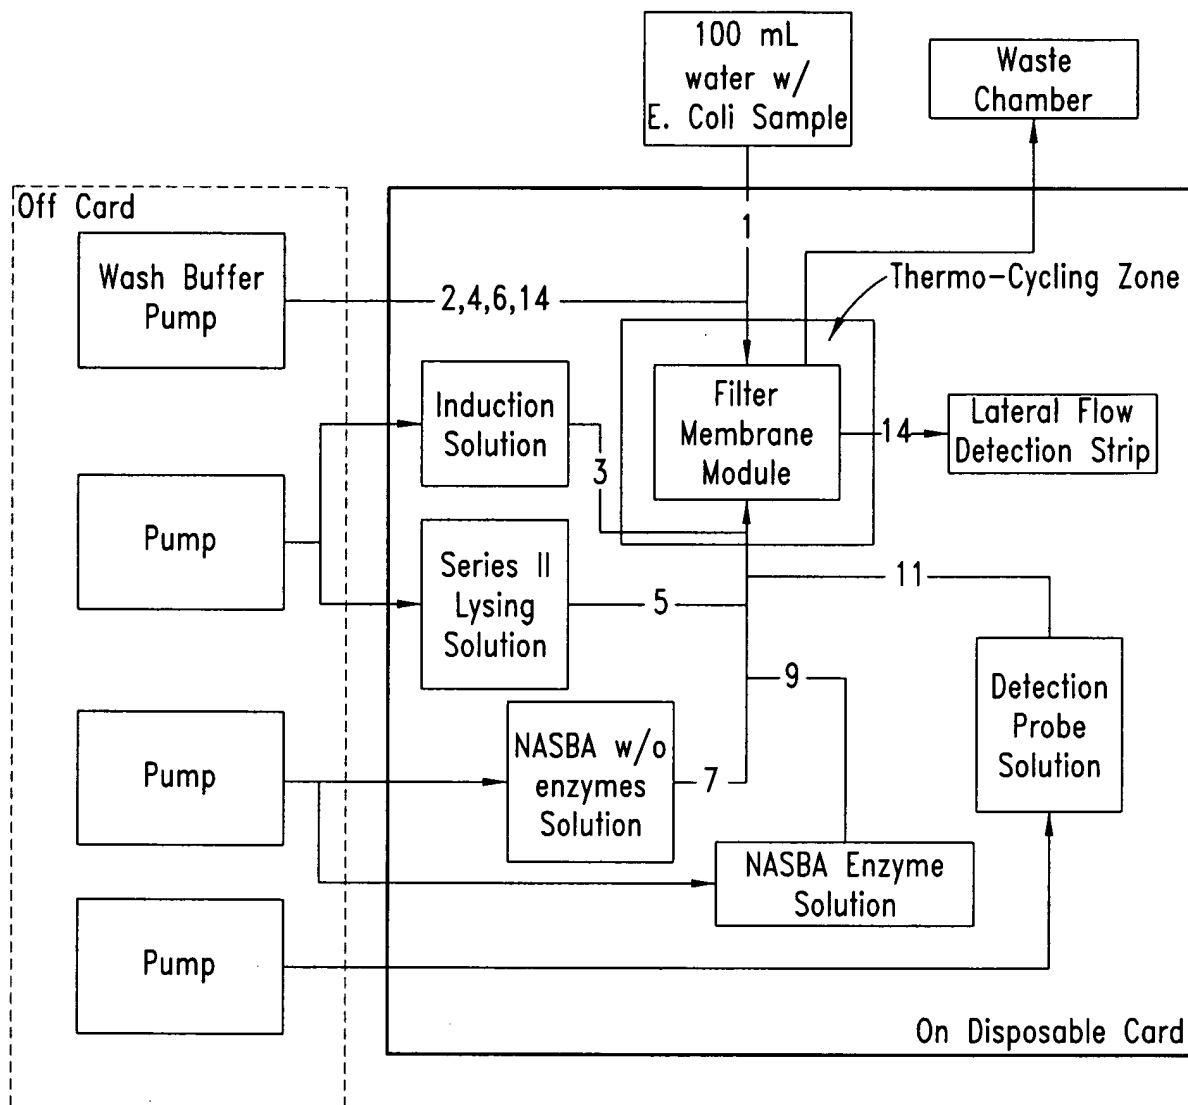 100 mL
water w/
E. Coli Sample
Waste
Chamber
Off Card
1
Wash Buffer
Pump
2,4,6,14
Thermo-Cycling Zone
Induction
Solution
3
Filter
Membrane
Module
14
Lateral Flow
Detection Strip
Pump
Series II
Lysing
Solution
5
11
9
Detection
Probe
Solution
Pump
NASBA w/o
enzymes
Solution
7
NASBA Enzyme
Solution
Pump
On Disposable Card